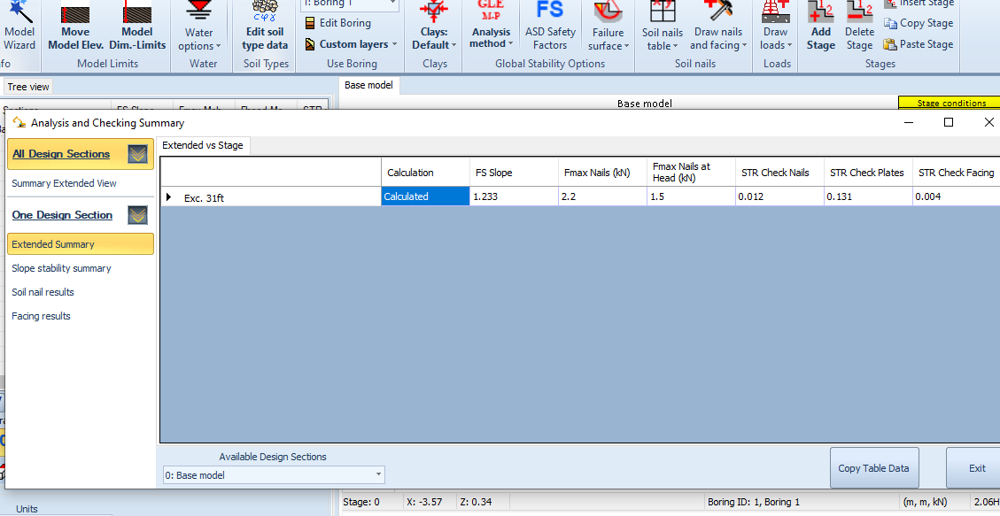 1: Boring 1
Insert Stage
CFS
GLE
M-P
FS
Model
Wizard
Move
Model Elev.
Model
Dim.-Limits
Water
options
Edit soil
type data
Edit Boring
Custom layers
Clays:
Default
Analysis
method
ASD Safety
Factors
Failure
surface
Soil nails
table
Draw nails
and facing
Draw
loads
Add
Stage
Delete
Stage
Copy Stage
Paste Stage
Model Limits
Water
Soil Types
Use Boring
Clays
Global Stability Options
Soil nails
Loads
Stages
Tree view
Base model
Base model
Stage conditions
Analysis and Checking Summary
All Design Sections
Summary Extended View
One Design Section
Extended Summary
Slope stability summary
Soil nail results
Facing results
Extended vs Stage
Calculation FS Slope Fmax Nails (kN) Fmax Nails at Head (kN) STR Check Nails STR Check Plates STR Check Facing
Exc. 31ft Calculated 1.233 2.2 1.5 0.012 0.131 0.004
Available Design Sections
0: Base model
Copy Table Data
Exit
Stage: 0 X: -3.57 Z: 0.34 Boring ID: 1, Boring 1 (m, m, kN) 2.06H
Units